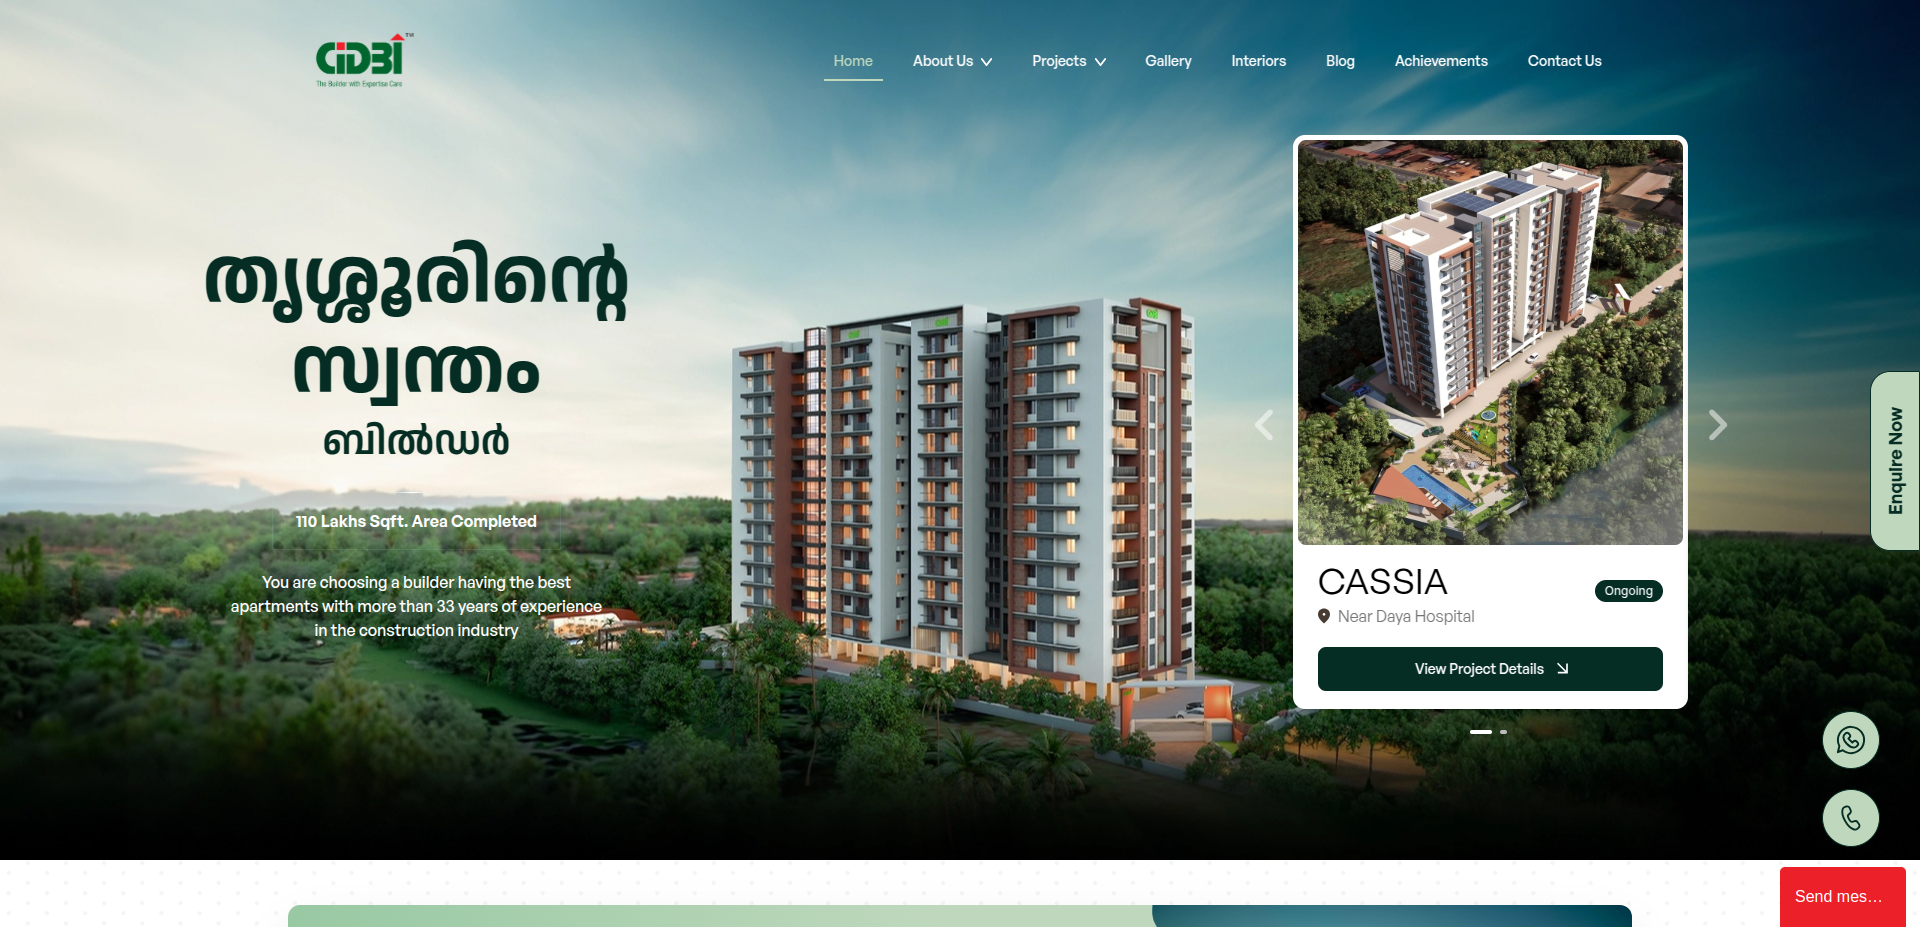 CIDBI TM
The Builder with Expertise Care
Home
About Us
Projects
Gallery
Interiors
Blog
Achievements
Contact Us
തൃശ്ശൂരിന്റെ
സ്വന്തം
ബിൽഡർ
110 Lakhs Sqft. Area Completed
You are choosing a builder having the best
apartments with more than 33 years of experience
in the construction industry
CASSIA
Ongoing
Near Daya Hospital
View Project Details
Enquire Now
Send mes...